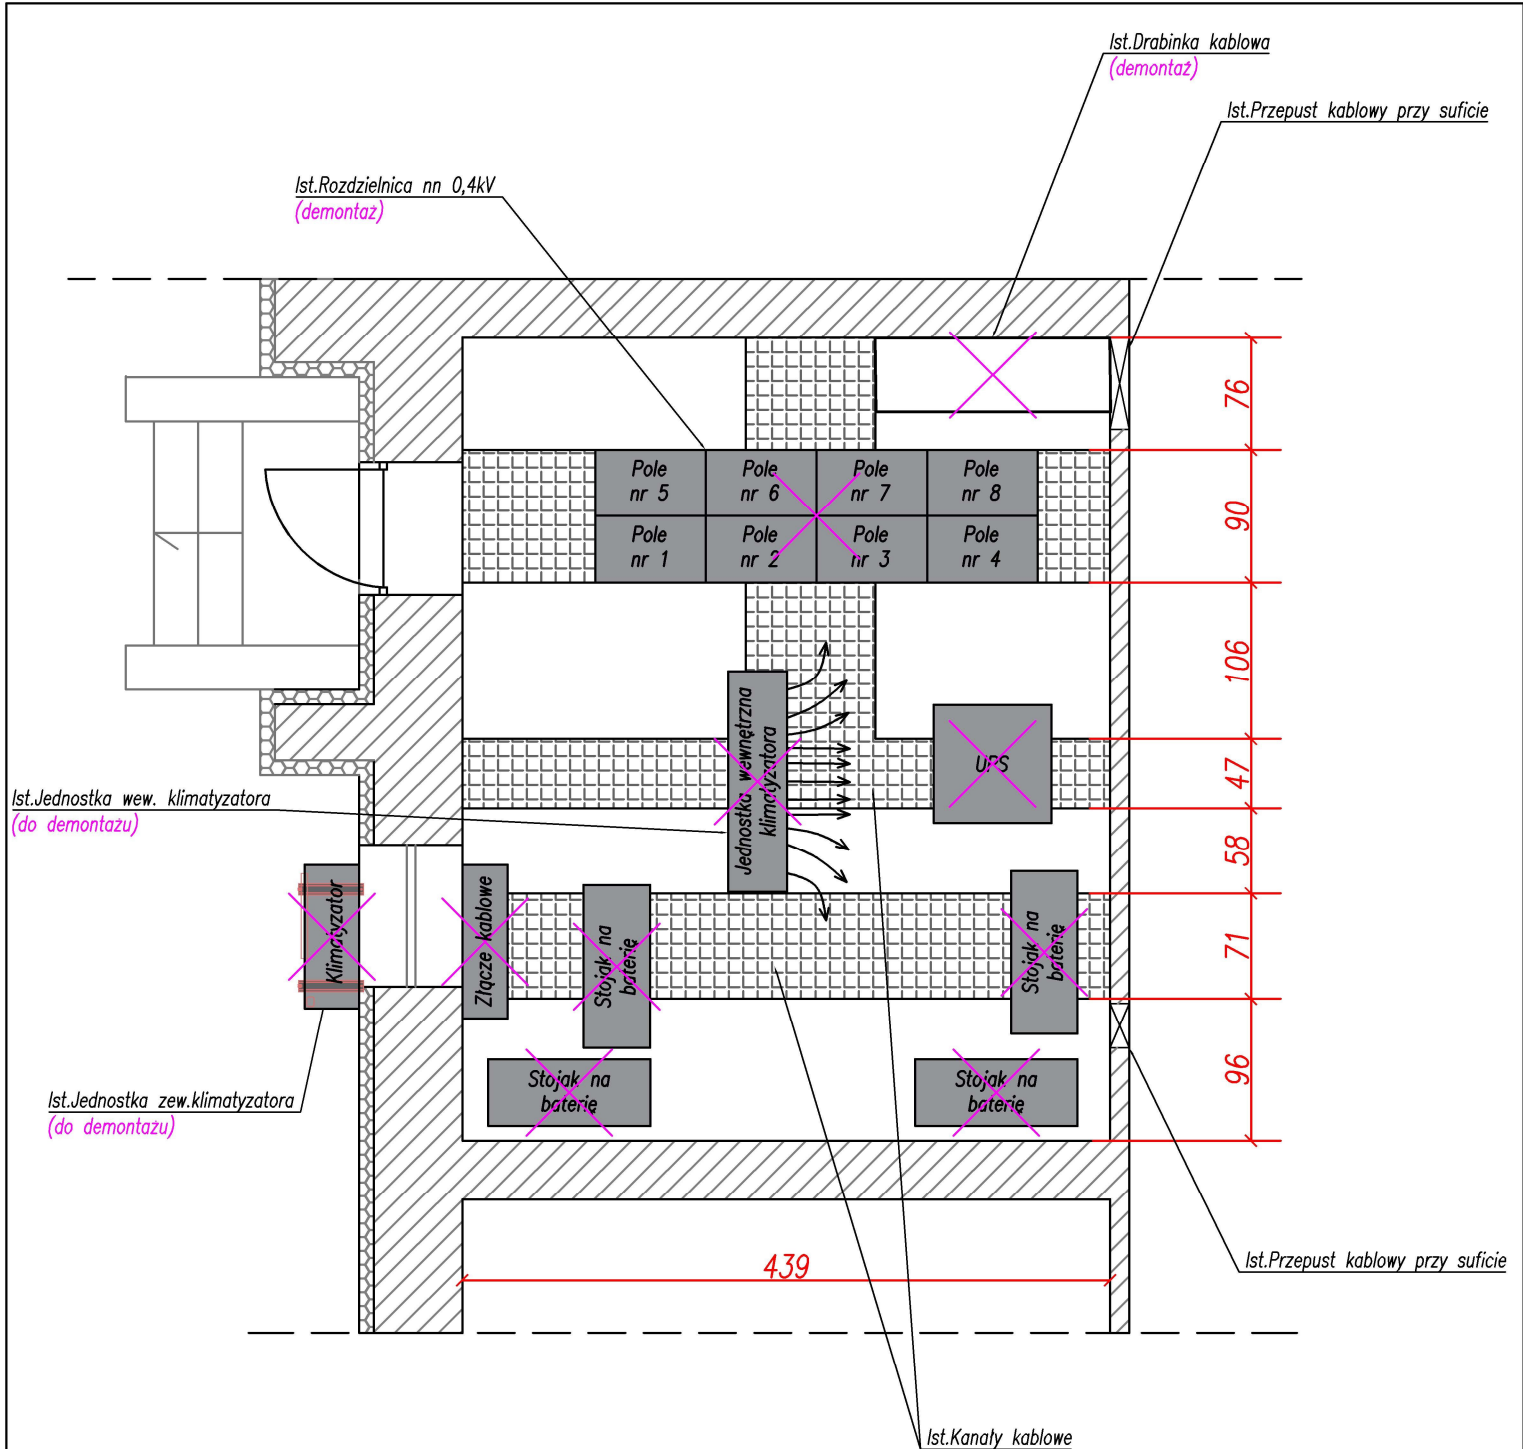 Ist.Drabinka kablowa
(demontaż)
Ist.Przepust kablowy przy suficie
Ist.Rozdzielnica nn 0,4kV
(demontaż)
76
Pole
nr 5
Pole
nr 6
Pole
nr 7
Pole
nr 8
90
Pole
nr 1
Pole
nr 2
Pole
nr 3
Pole
nr 4
106
Jednostka wewnętrzna
klimatyzatora
UPS
47
Ist.Jednostka wew. klimatyzatora
(do demontażu)
58
Klimatyzator
Złącze kablowe
Stojak na
baterię
Stojak na
baterię
71
Stojak na
baterię
Stojak na
baterię
96
Ist.Jednostka zew.klimatyzatora
(do demontażu)
439
Ist.Przepust kablowy przy suficie
Ist.Kanały kablowe